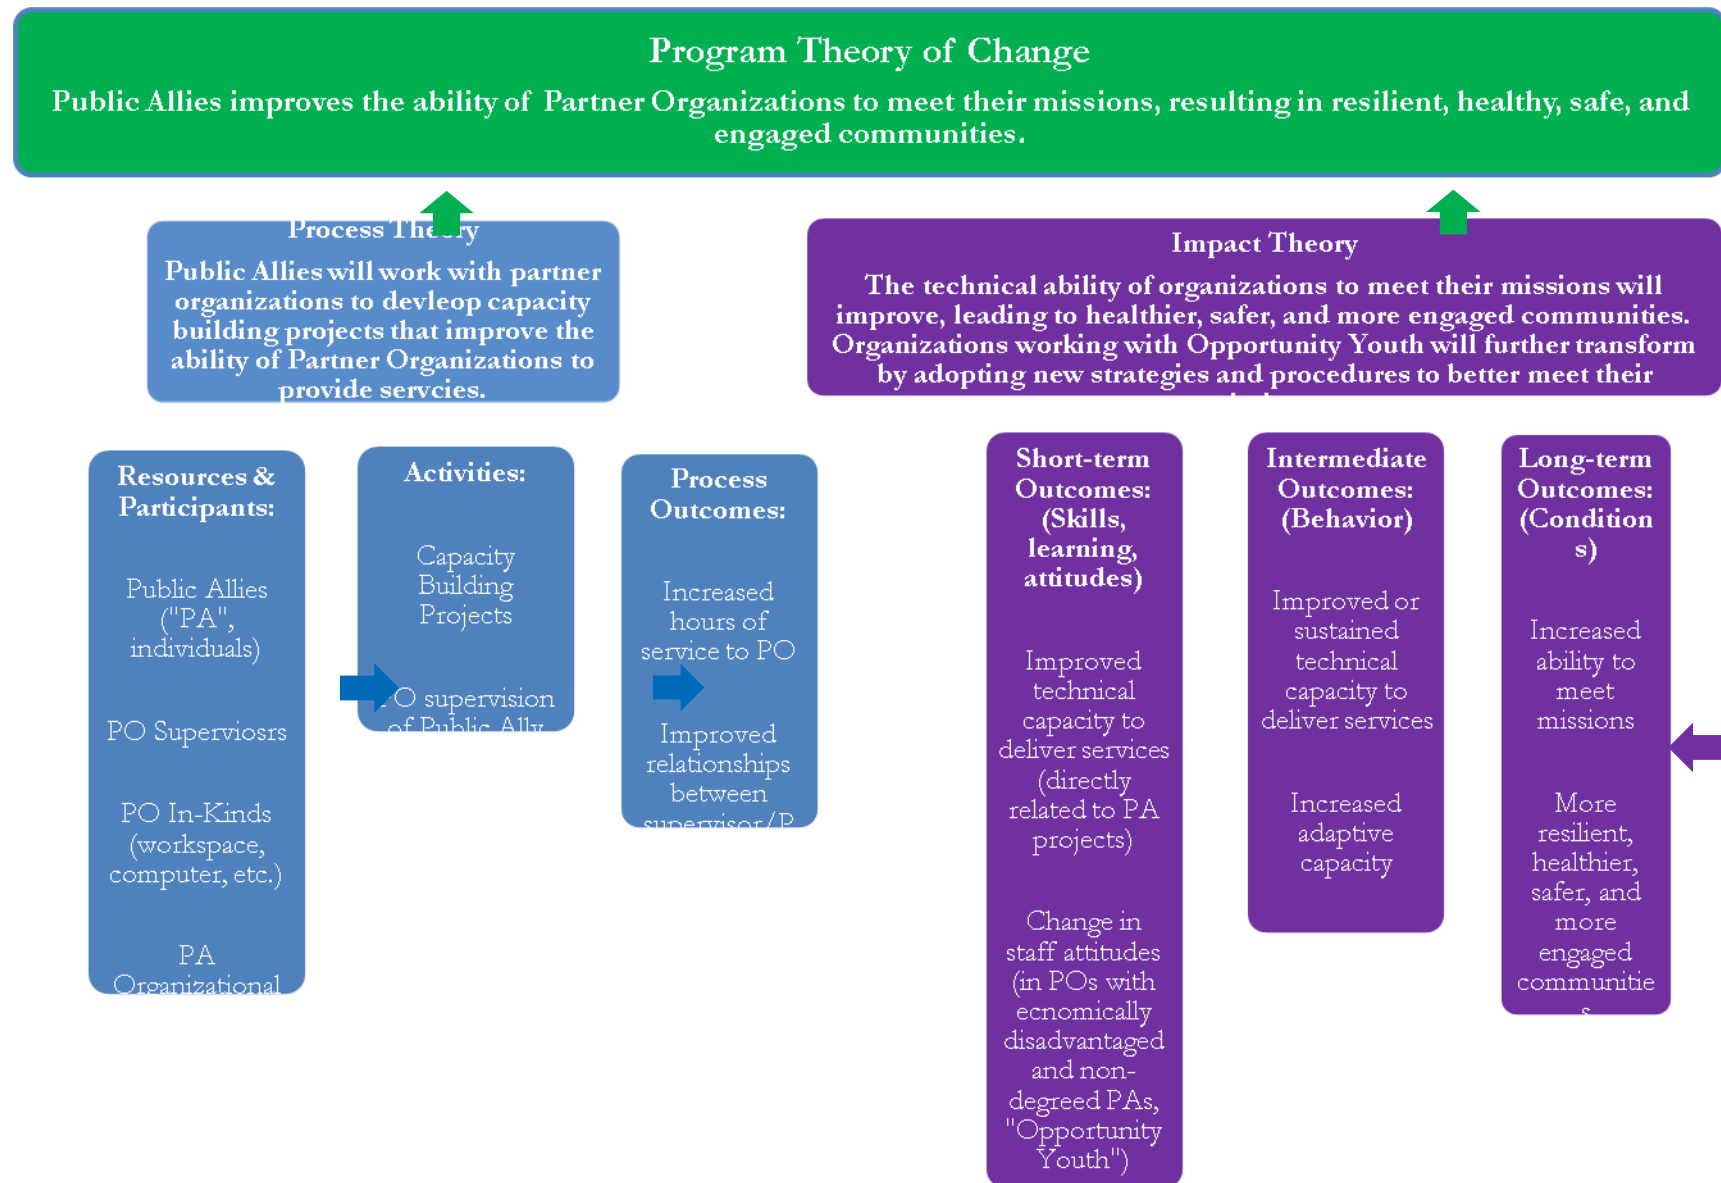 Program Theory of Change
Public Allies improves the ability of Partner Organizations to meet their missions, resulting in resilient, healthy, safe, and
engaged communities.
Process Theory
Public Allies will work with partner
organizations to devleop capacity
building projects that improve the
ability of Partner Organizations to
provide servcies.
Impact Theory
The technical ability of organizations to meet their missions will
improve, leading to healthier, safer, and more engaged communities.
Organizations working with Opportunity Youth will further transform
by adopting new strategies and procedures to better meet their
Resources &
Participants:
Public Allies
("PA",
individuals)
PO Superviosrs
PO In-Kinds
(workspace,
computer, etc.)
PA
Organizational
Activities:
Capacity
Building
Projects
PO supervision
of Public Ally
Process
Outcomes:
Increased
hours of
service to PO
Improved
relationships
between
supervisor/P
Short-term
Outcomes:
(Skills,
learning,
attitudes)
Improved
technical
capacity to
deliver services
(directly
related to PA
projects)
Change in
staff attitudes
(in POs with
ecnomically
disadvantaged
and non-
degreed PAs,
"Opportunity
Youth")
Intermediate
Outcomes:
(Behavior)
Improved or
sustained
technical
capacity to
deliver services
Increased
adaptive
capacity
Long-term
Outcomes:
(Condition
s)
Increased
ability to
meet
missions
More
resilient,
healthier,
safer, and
more
engaged
communitie
s